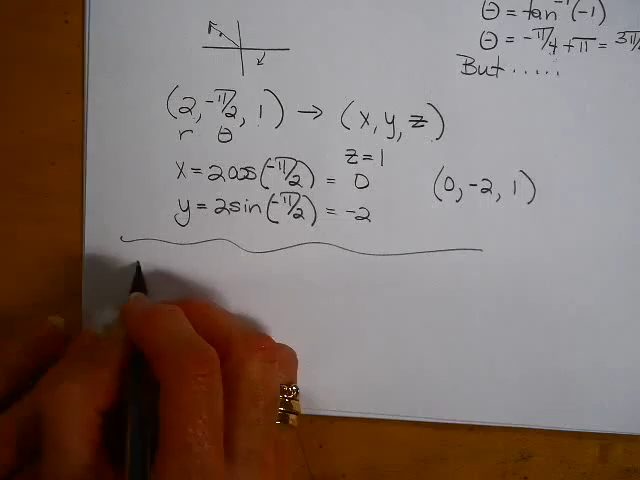 θ = tan⁻¹(-1)
θ = -π/4 + π = 3π/
But.....
(2, -π/2, 1) → (x, y, z)
r θ
z = 1
x = 2cos(-π/2) = 0
(0, -2, 1)
y = 2sin(-π/2) = -2